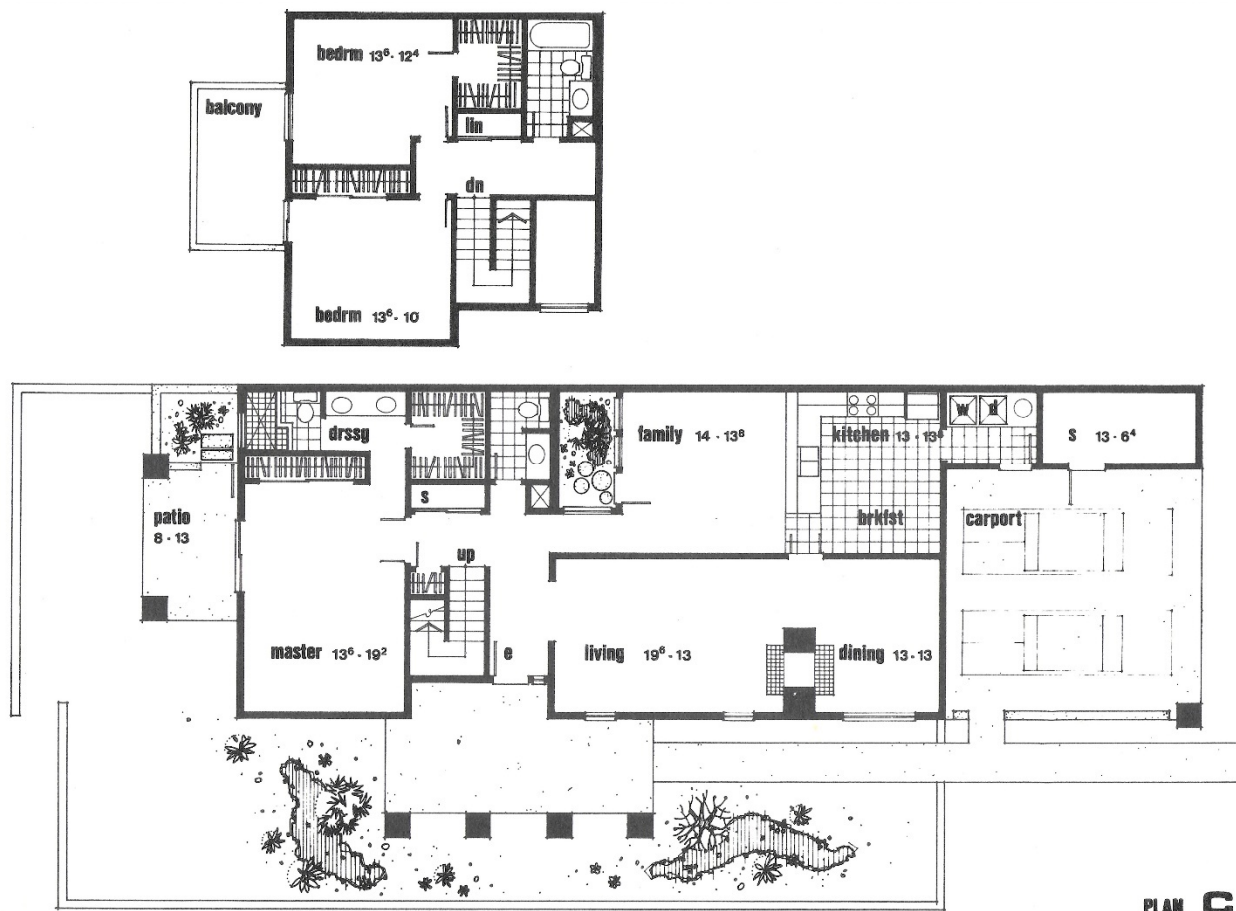 bedrm 13⁶ · 12⁴
balcony
lin
dn
bedrm 13⁶ · 10
drssg
family 14 · 13⁸
kitchen 13 · 13⁸
w d
s 13 · 6⁴
s
patio
8 · 13
up
brkfst
carport
master 13⁶ · 19²
e
living 19⁶ · 13
dining 13 · 13
PLAN C